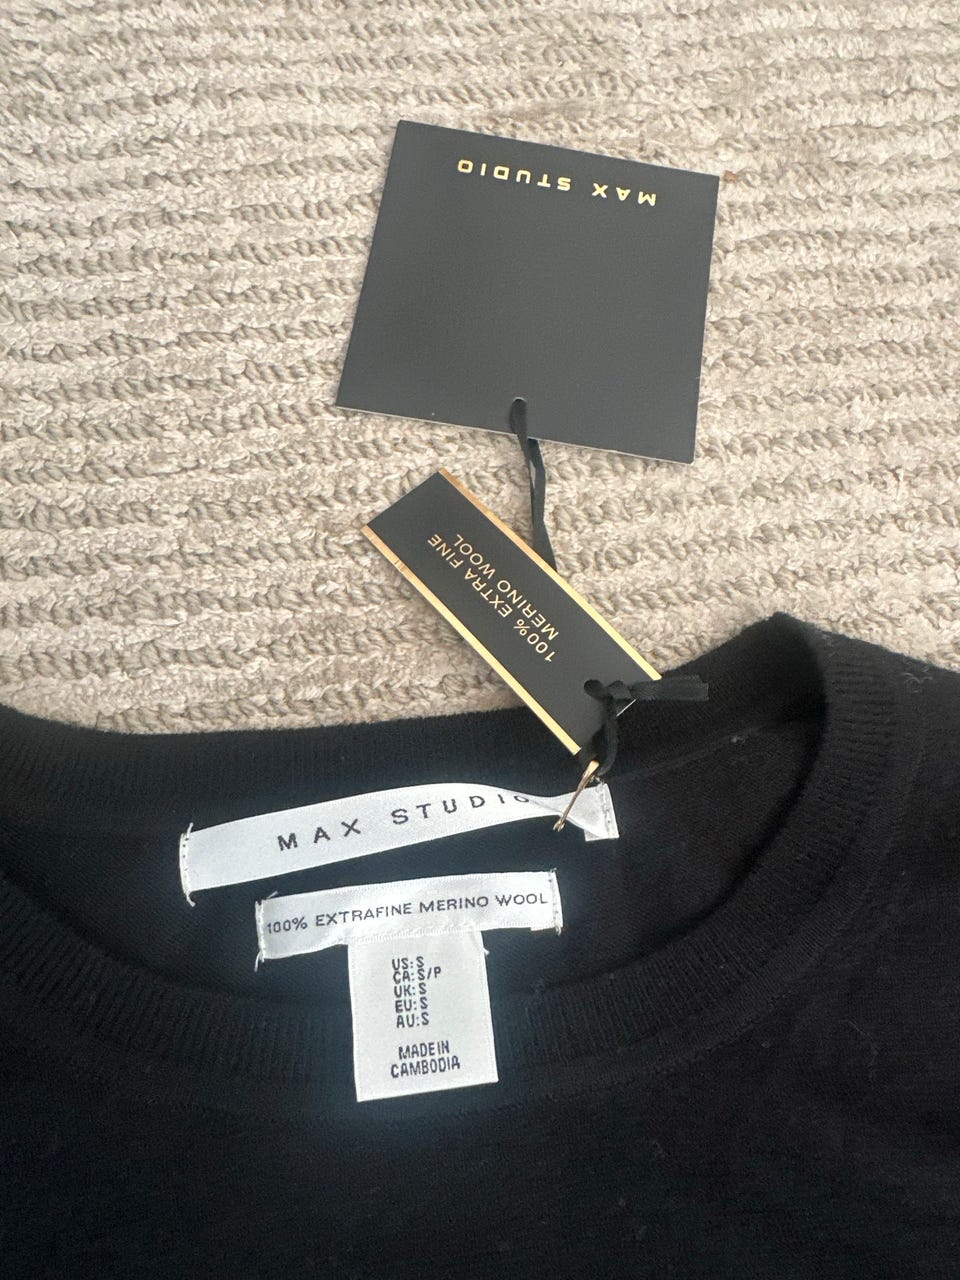 MAX STUDIO
100% EXTRA FINE
MERINO WOOL
MAX STUDIO
100% EXTRAFINE MERINO WOOL
US:S
CA:S/P
UK:S
EU:S
AU:S
MADE IN
CAMBODIA